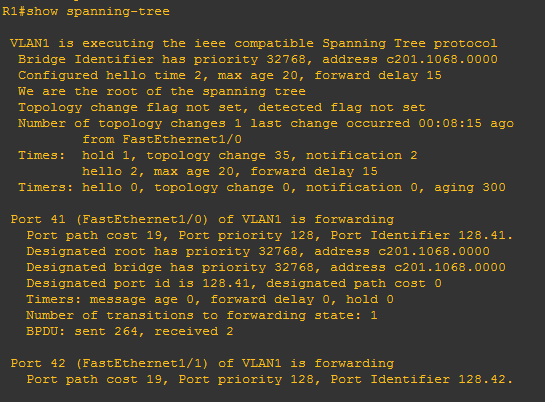 R1#show spanning-tree
VLAN1 is executing the ieee compatible Spanning Tree protocol
Bridge Identifier has priority 32768, address c201.1068.0000
Configured hello time 2, max age 20, forward delay 15
We are the root of the spanning tree
Topology change flag not set, detected flag not set
Number of topology changes 1 last change occurred 00:08:15 ago
from FastEthernet1/0
Times: hold 1, topology change 35, notification 2
hello 2, max age 20, forward delay 15
Timers: hello 0, topology change 0, notification 0, aging 300
Port 41 (FastEthernet1/0) of VLAN1 is forwarding
Port path cost 19, Port priority 128, Port Identifier 128.41.
Designated root has priority 32768, address c201.1068.0000
Designated bridge has priority 32768, address c201.1068.0000
Designated port id is 128.41, designated path cost 0
Timers: message age 0, forward delay 0, hold 0
Number of transitions to forwarding state: 1
BPDU: sent 264, received 2
Port 42 (FastEthernet1/1) of VLAN1 is forwarding
Port path cost 19, Port priority 128, Port Identifier 128.42.